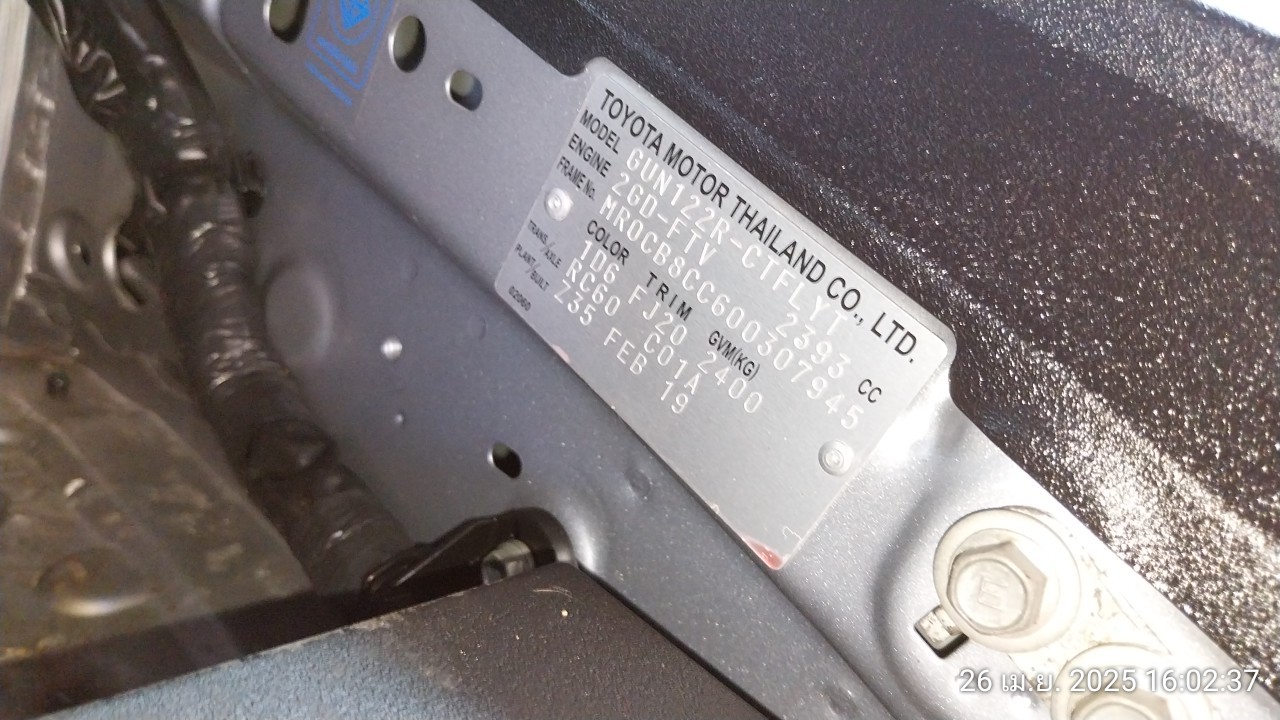 TOYOTA MOTOR THAILAND CO., LTD.
MODEL GUN122R-CTFLYT
ENGINE 2GD-FTV 2393 CC
FRAME No. MR0CB8CC600307945
COLOR TRIM GVM(KG)
1D6 FJ20 2400
TRANS./AXLE RC60 C01A
PLANT/BUILT Z35 FEB 19
02060
26 เม.ย. 2025 16:02:37